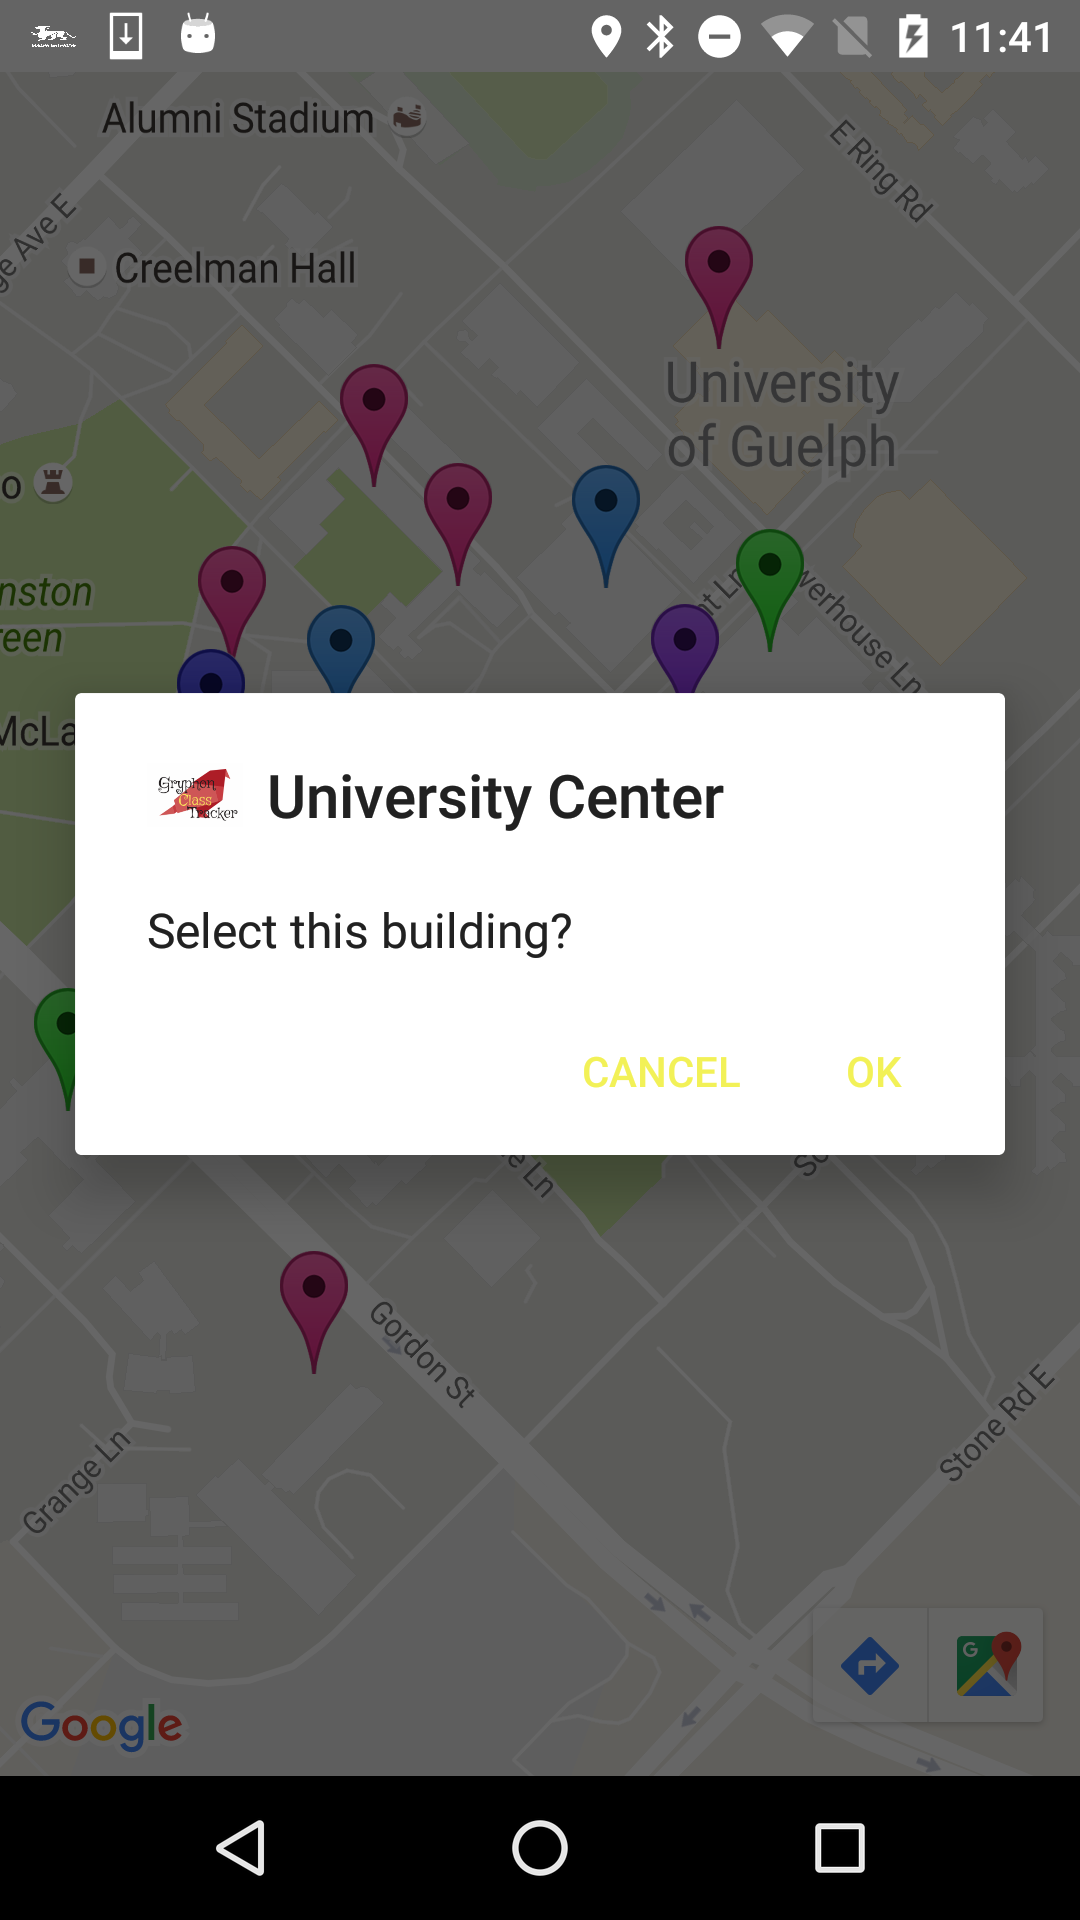 11:41
Alumni Stadium
E Ring Rd
ge Ave E
Creelman Hall
University
of Guelph
o
nston
reen
nt Ln
werhouse Ln
McLa
Gryphon
Class
Tracker
University Center
Select this building?
CANCEL
OK
e Ln
So
Gordon St
Stone Rd E
Grange Ln
G
Google